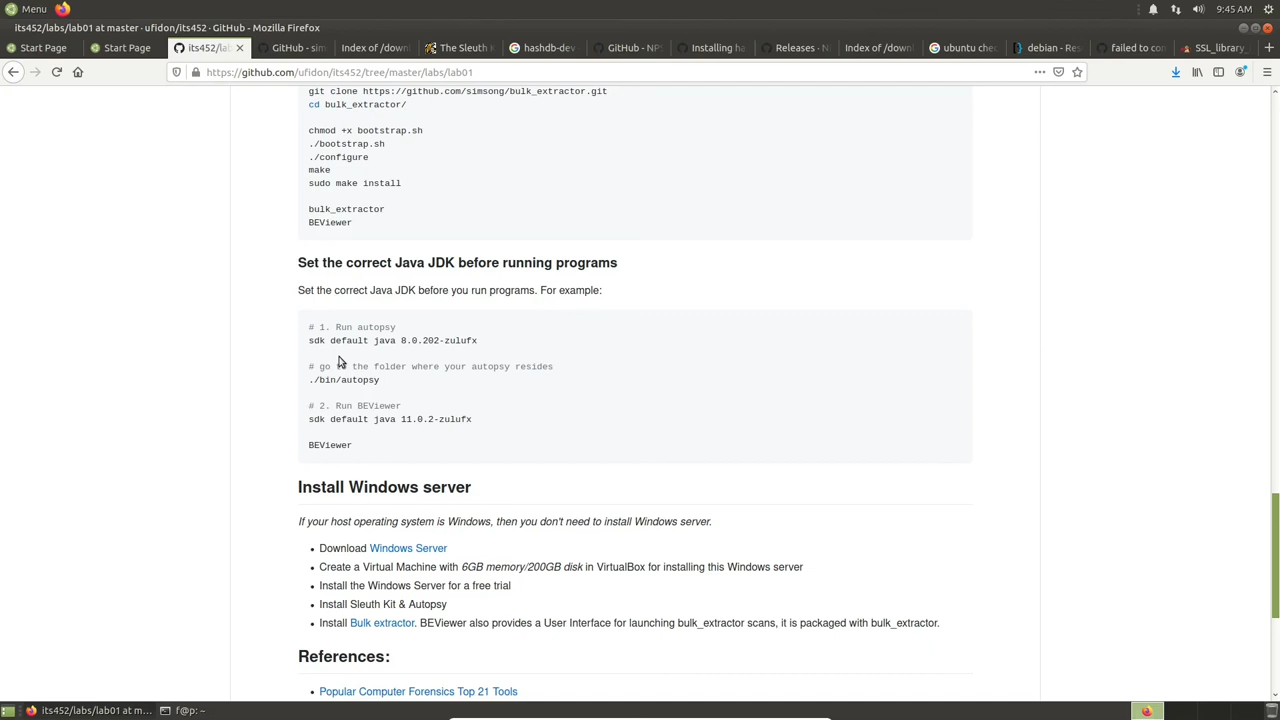 Menu
9:45 AM
its452/labs/lab01 at master · ufidon/its452 · GitHub - Mozilla Firefox
Start Page
Start Page
its452/lab
GitHub - sim
Index of /down
The Sleuth
hashdb-dev
GitHub - NPS
Installing ha
Releases · N
Index of /down
ubuntu chec
debian - Res
failed to con
SSL_library_
https://github.com/ufidon/its452/tree/master/labs/lab01
git clone https://github.com/simsong/bulk_extractor.git
cd bulk_extractor/
chmod +x bootstrap.sh
./bootstrap.sh
./configure
make
sudo make install
bulk_extractor
BEViewer
Set the correct Java JDK before running programs
Set the correct Java JDK before you run programs. For example:
# 1. Run autopsy
sdk default java 8.0.202-zulufx
# go to the folder where your autopsy resides
./bin/autopsy
# 2. Run BEViewer
sdk default java 11.0.2-zulufx
BEViewer
Install Windows server
If your host operating system is Windows, then you don't need to install Windows server.
• Download Windows Server
• Create a Virtual Machine with 6GB memory/200GB disk in VirtualBox for installing this Windows server
• Install the Windows Server for a free trial
• Install Sleuth Kit & Autopsy
• Install Bulk extractor. BEViewer also provides a User Interface for launching bulk_extractor scans, it is packaged with bulk_extractor.
References:
• Popular Computer Forensics Top 21 Tools
its452/labs/lab01 at m...
f@p: ~